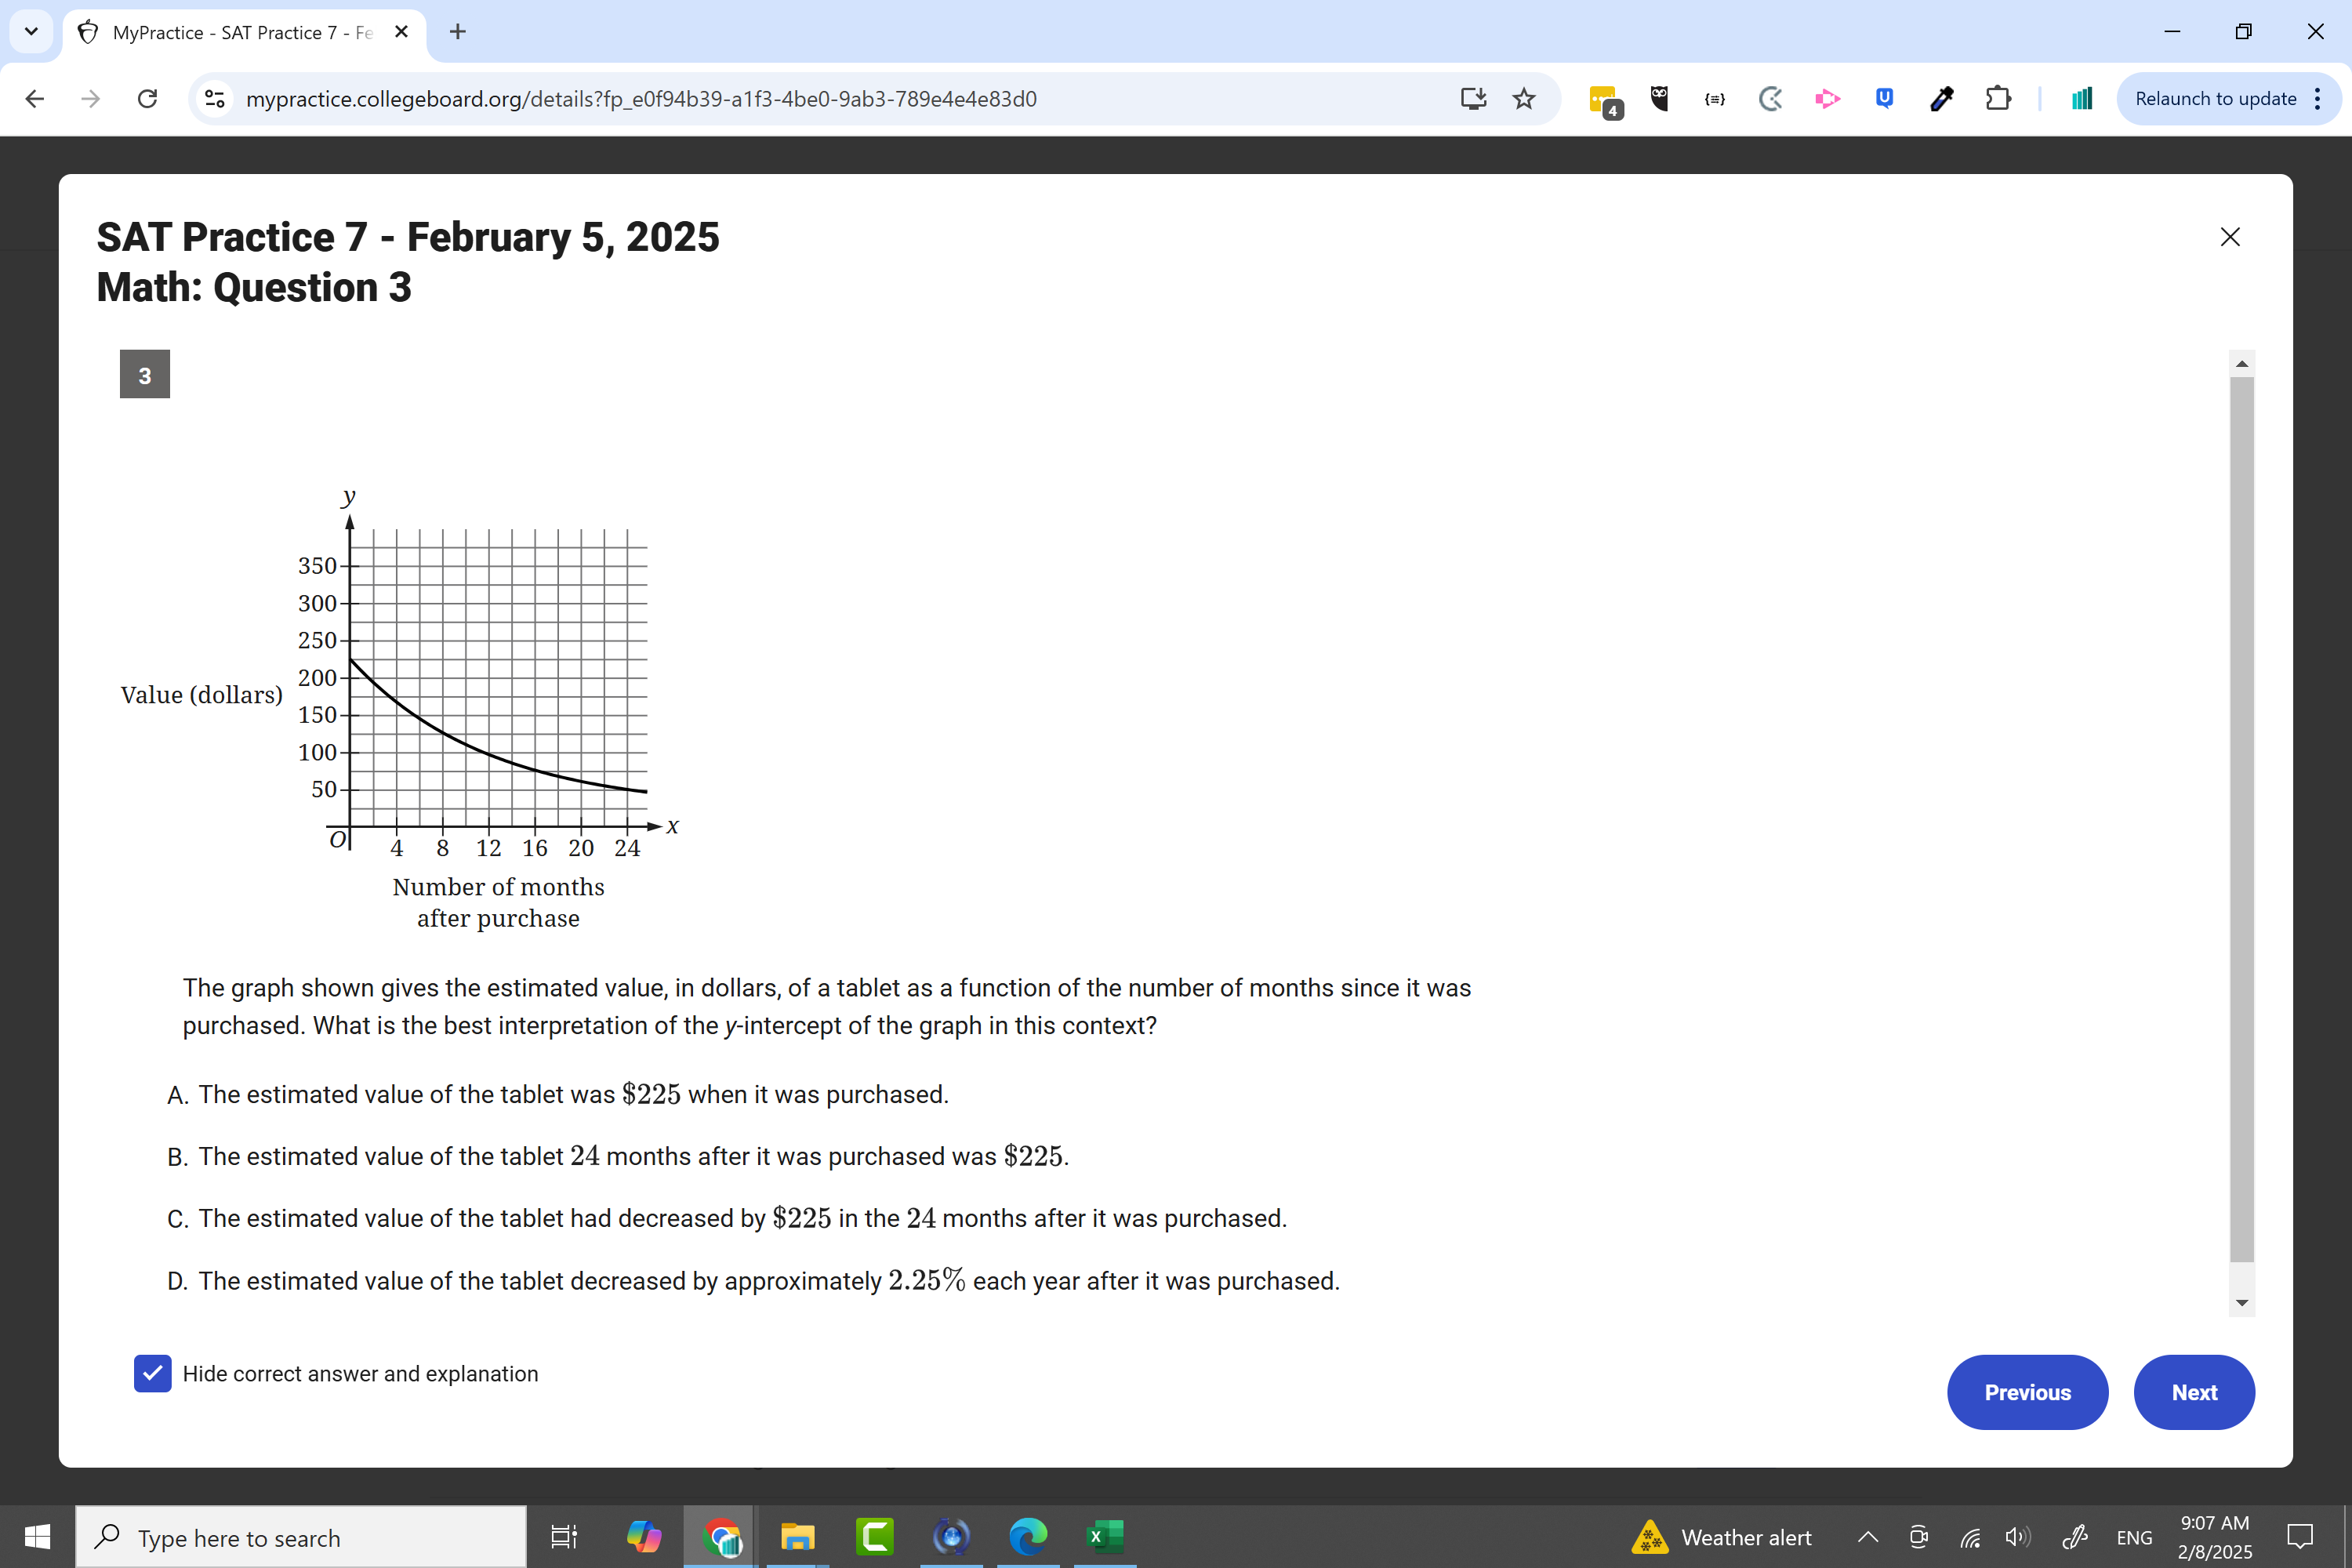 MyPractice - SAT Practice 7 - Fe
mypractice.collegeboard.org/details?fp_e0f94b39-a1f3-4be0-9ab3-789e4e4e83d0
4
{≡}
U
Relaunch to update
SAT Practice 7 - February 5, 2025
Math: Question 3
3
y
350
300
250
200
150
100
50
Value (dollars)
O
x
4 8 12 16 20 24
Number of months
after purchase
The graph shown gives the estimated value, in dollars, of a tablet as a function of the number of months since it was
purchased. What is the best interpretation of the y-intercept of the graph in this context?
A. The estimated value of the tablet was $225 when it was purchased.
B. The estimated value of the tablet 24 months after it was purchased was $225.
C. The estimated value of the tablet had decreased by $225 in the 24 months after it was purchased.
D. The estimated value of the tablet decreased by approximately 2.25% each year after it was purchased.
Hide correct answer and explanation
Previous
Next
Type here to search
Weather alert
ENG
9:07 AM
2/8/2025